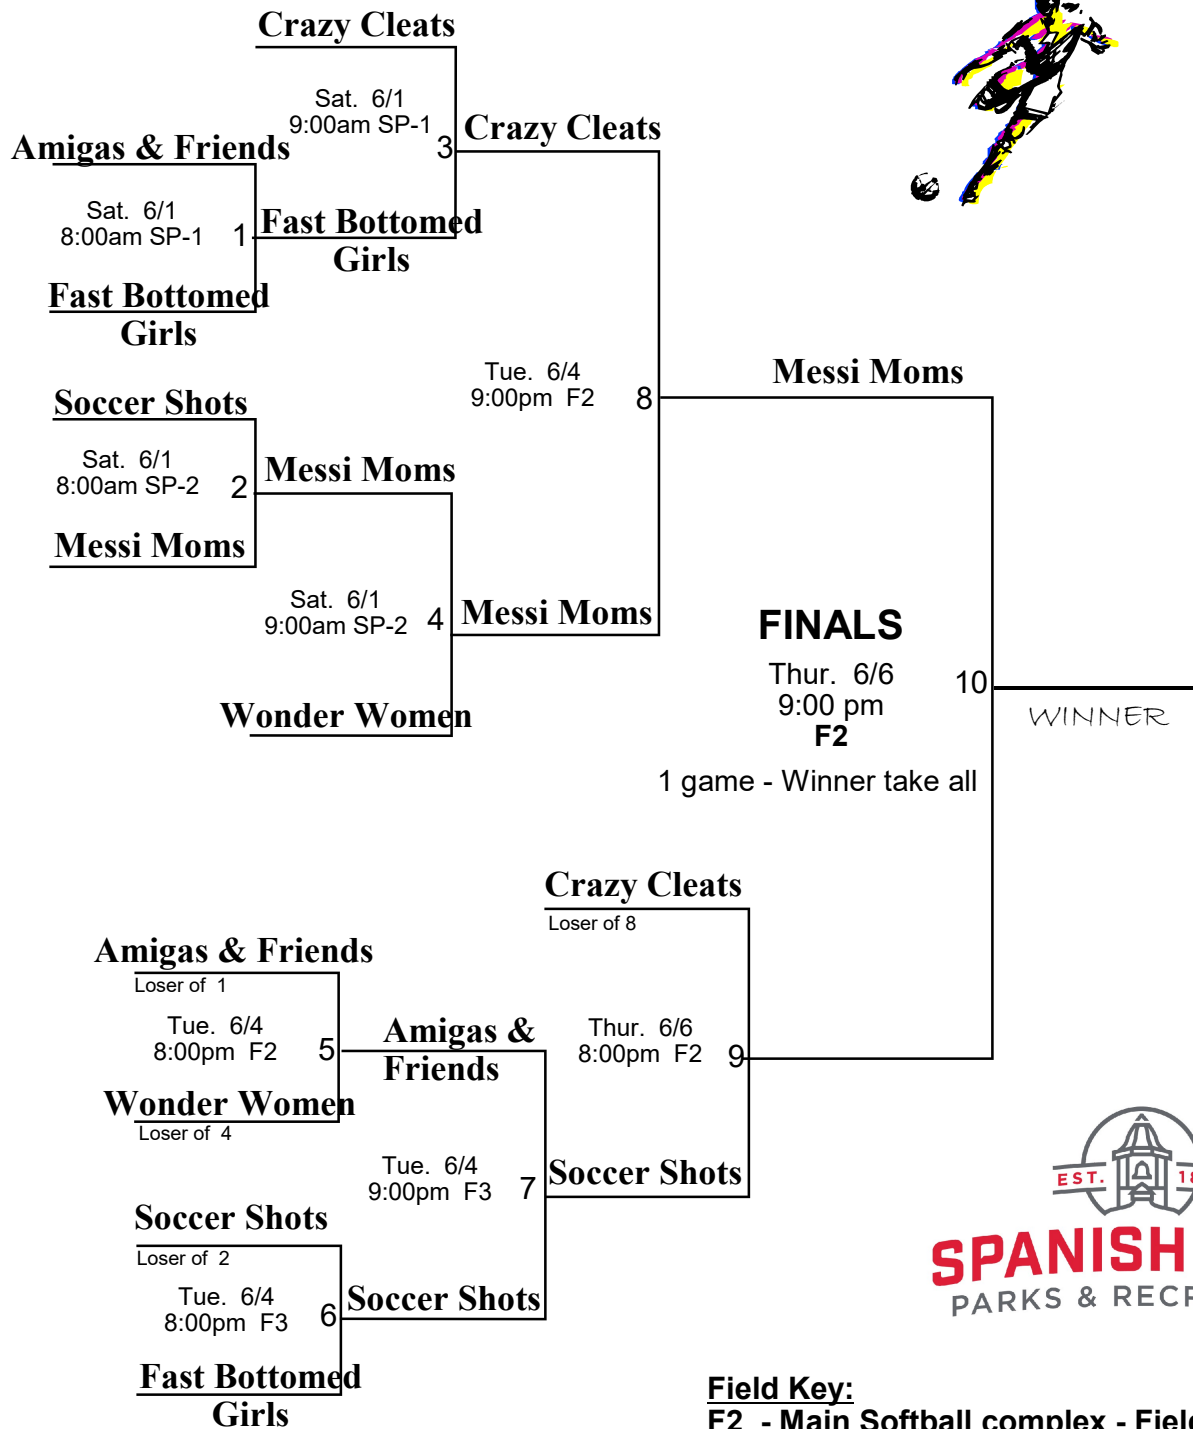 Crazy Cleats
Sat. 6/1
9:00am SP-1
3
Crazy Cleats
Amigas & Friends
Sat. 6/1
8:00am SP-1
1
Fast Bottomed
Girls
Fast Bottomed
Girls
Tue. 6/4
9:00pm F2
8
Messi Moms
Soccer Shots
Sat. 6/1
8:00am SP-2
2
Messi Moms
Messi Moms
Sat. 6/1
9:00am SP-2
4
Messi Moms
Wonder Women
FINALS
Thur. 6/6
9:00 pm
F2
10
WINNER
1 game - Winner take all
Crazy Cleats
Loser of 8
Amigas & Friends
Loser of 1
Tue. 6/4
8:00pm F2
5
Amigas &
Friends
Thur. 6/6
8:00pm F2
9
Wonder Women
Loser of 4
Tue. 6/4
9:00pm F3
7
Soccer Shots
Soccer Shots
Loser of 2
Tue. 6/4
8:00pm F3
6
Soccer Shots
Fast Bottomed
Girls
EST.
SPANISH
PARKS &
Field Key:
F2 - Main Softball complex -